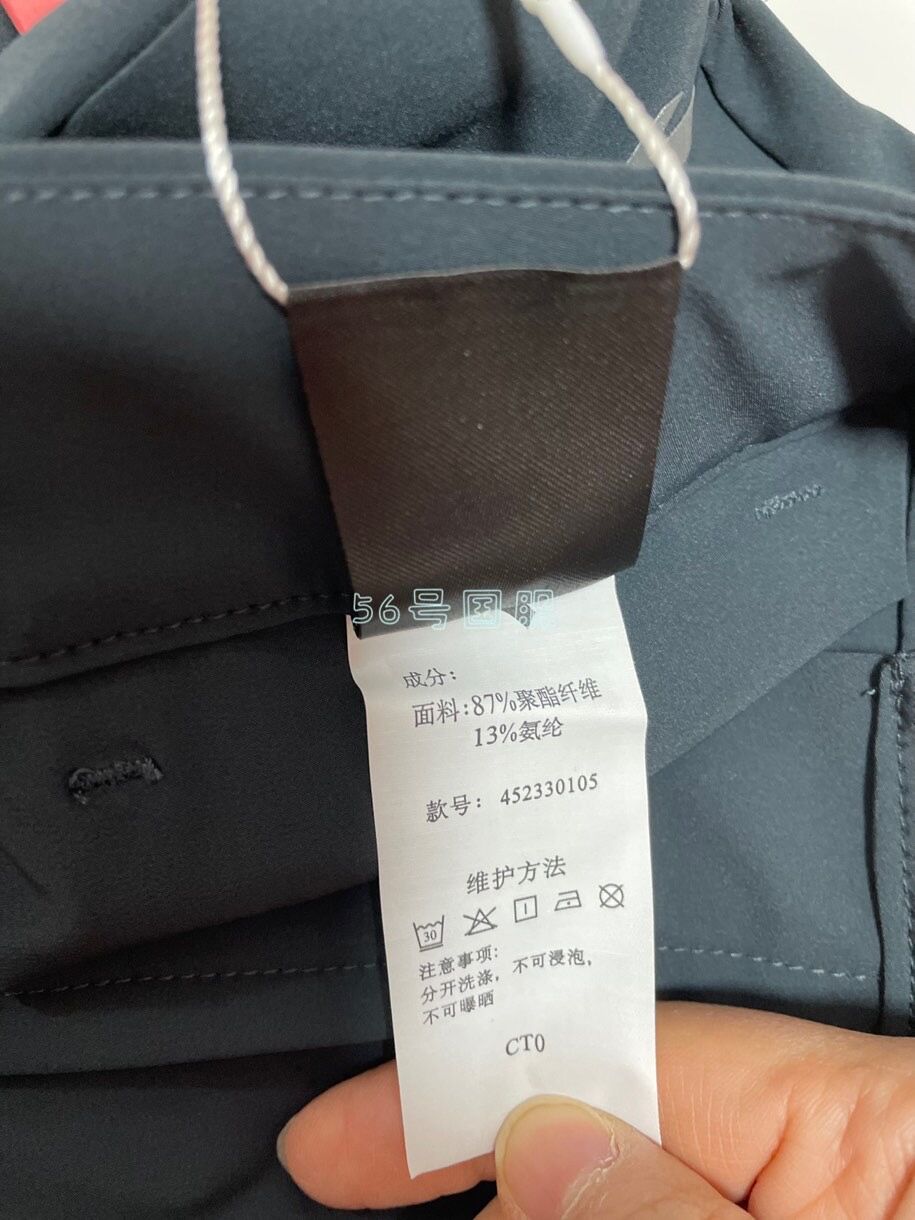 56号国服
成分:
面料:87%聚酯纤维
13%氨纶
款号: 452330105
维护方法
30
注意事项:
分开洗涤, 不可浸泡,
不可曝晒
CT0